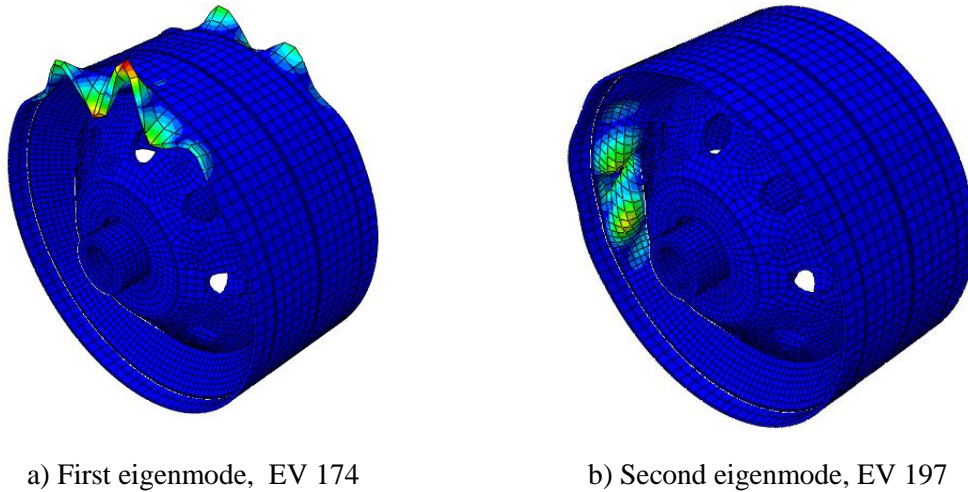 a) First eigenmode, EV 174
b) Second eigenmode, EV 197